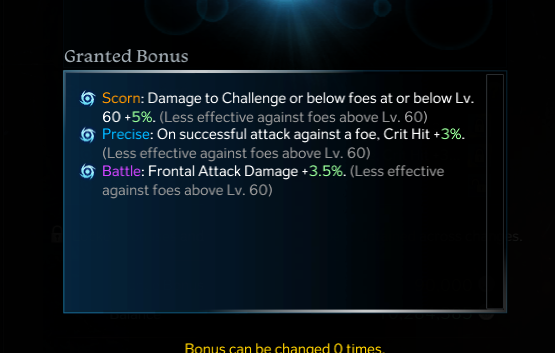 Granted Bonus
Scorn: Damage to Challenge or below foes at or below Lv.
60 +5%. (Less effective against foes above Lv. 60)
Precise: On successful attack against a foe, Crit Hit +3%.
(Less effective against foes above Lv. 60)
Battle: Frontal Attack Damage +3.5%. (Less effective
against foes above Lv. 60)
Bonus can be changed 0 times.